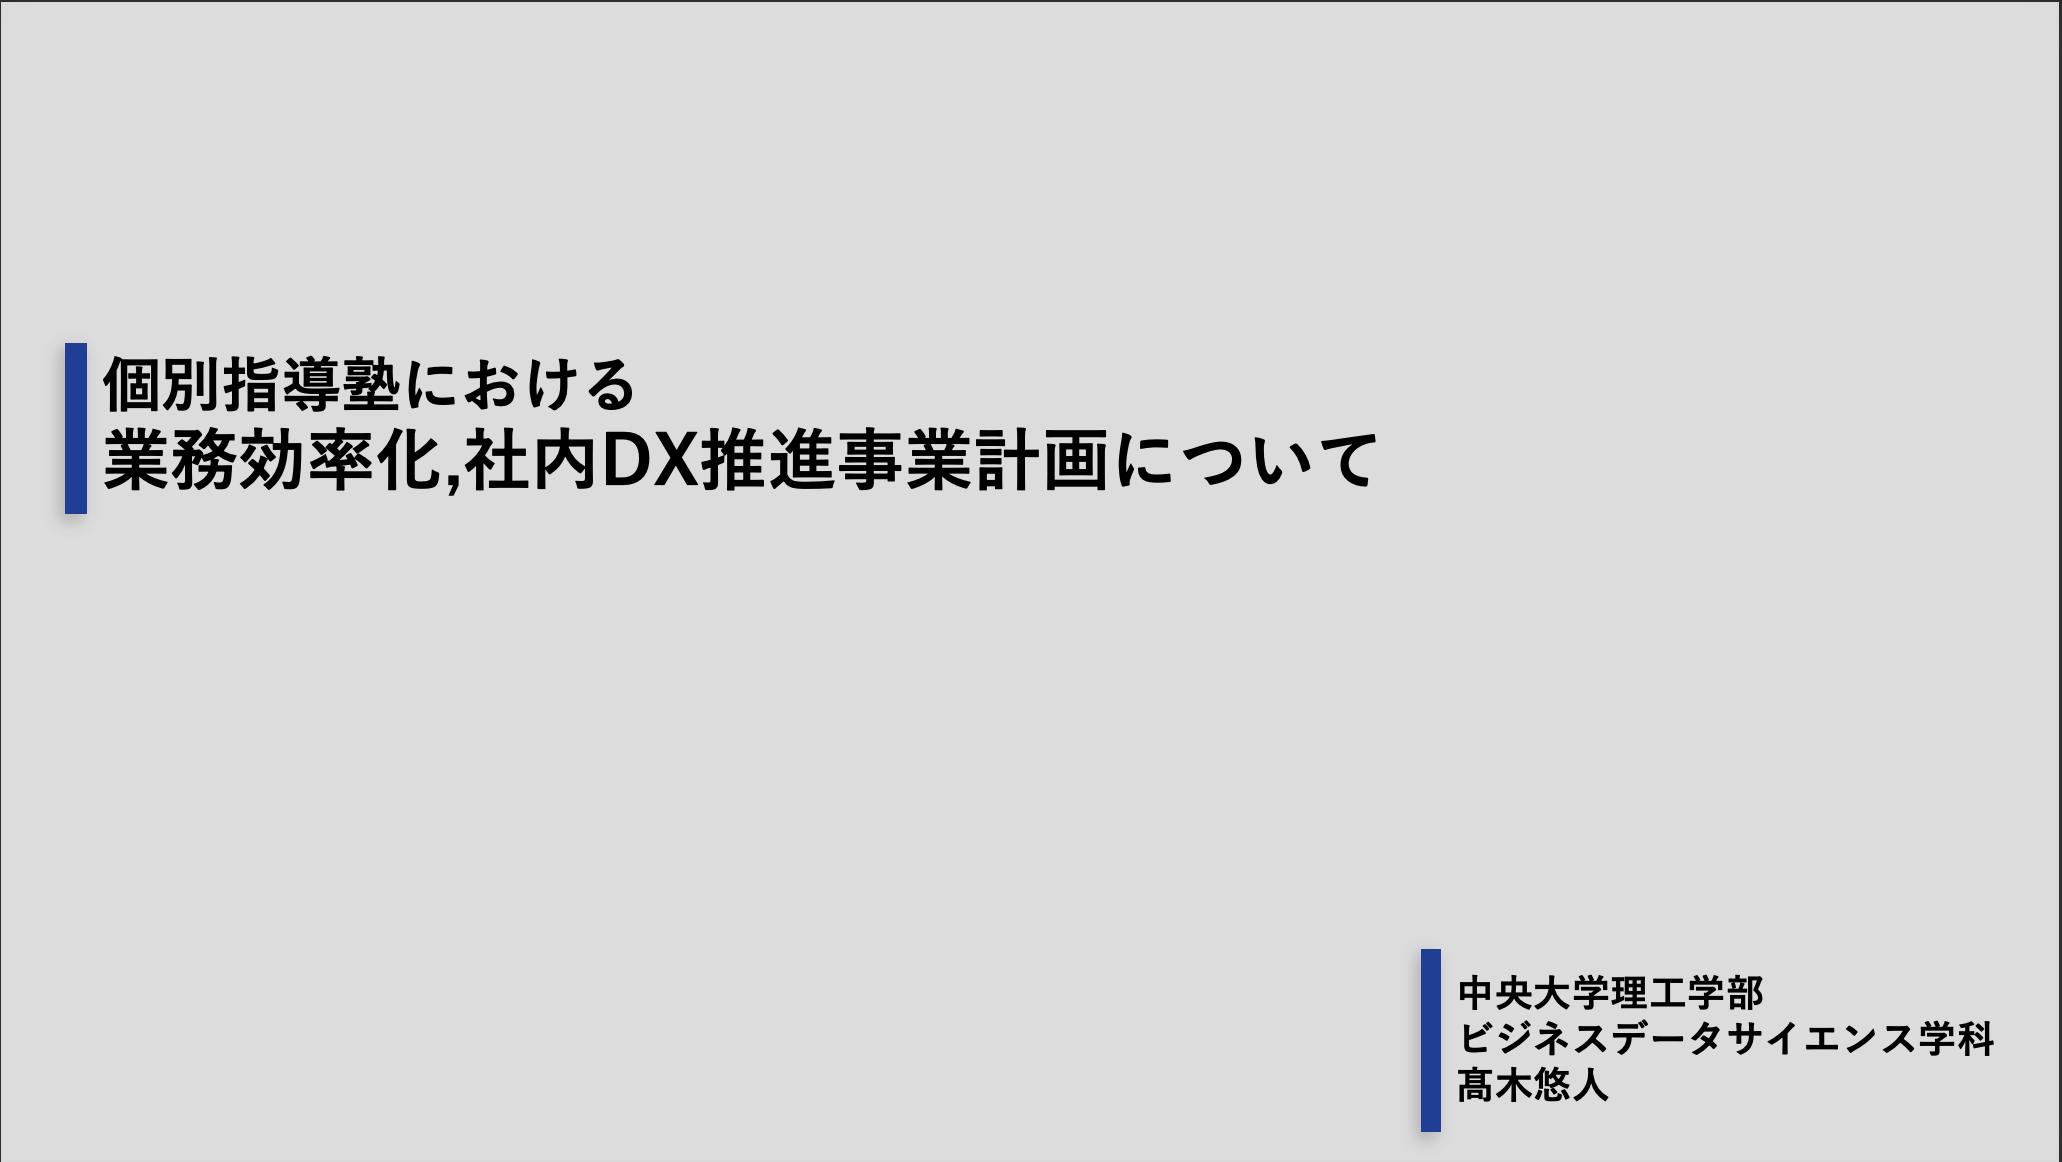 個別指導塾における
業務効率化,社内DX推進事業計画について
中央大学理工学部
ビジネスデータサイエンス学科
髙木悠人